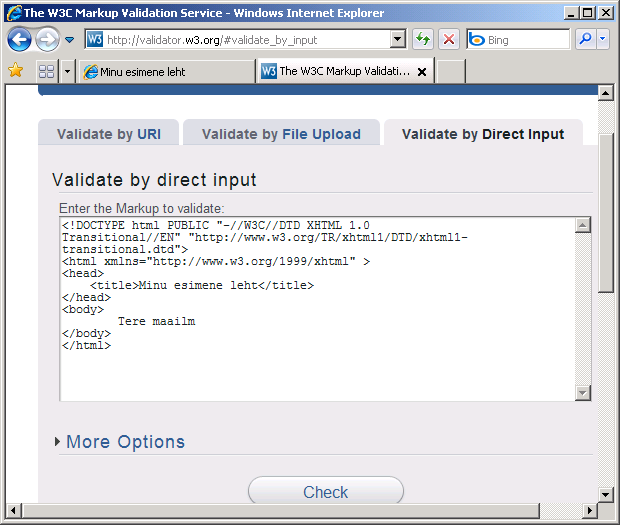 The W3C Markup Validation Service - Windows Internet Explorer
W3 http://validator.w3.org/#validate_by_input
Bing
Minu esimene leht
W3 The W3C Markup Validati...
Validate by URI
Validate by File Upload
Validate by Direct Input
Validate by direct input
Enter the Markup to validate:
<!DOCTYPE html PUBLIC "-//W3C//DTD XHTML 1.0
Transitional//EN" "http://www.w3.org/TR/xhtml1/DTD/xhtml1-
transitional.dtd">
<html xmlns="http://www.w3.org/1999/xhtml" >
<head>
    <title>Minu esimene leht</title>
</head>
<body>
        Tere maailm
</body>
</html>
More Options
Check